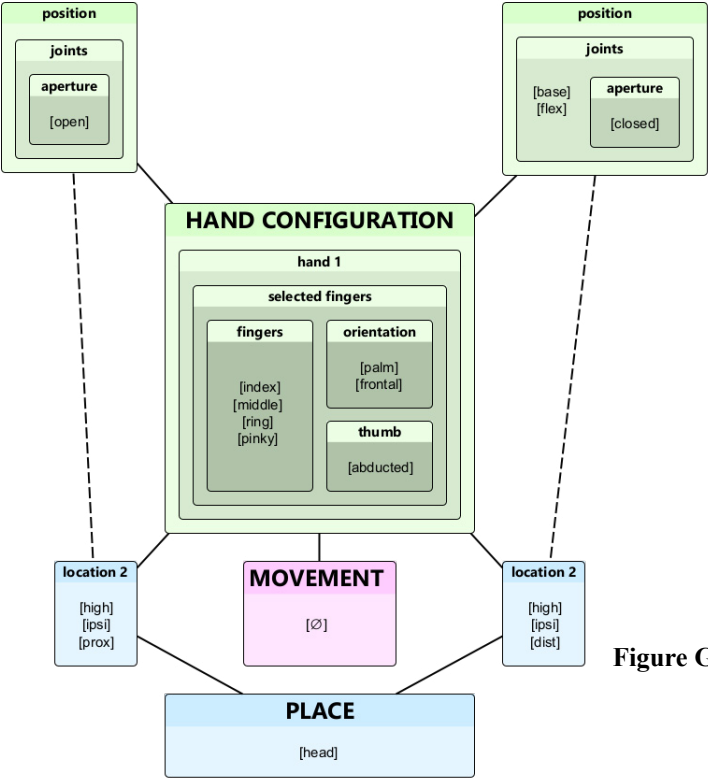 position
joints
aperture
[open]
position
joints
[base]
[flex]
aperture
[closed]
HAND CONFIGURATION
hand 1
selected fingers
fingers
[index]
[middle]
[ring]
[pinky]
orientation
[palm]
[frontal]
thumb
[abducted]
location 2
[high]
[ipsi]
[prox]
MOVEMENT
[∅]
location 2
[high]
[ipsi]
[dist]
Figure G
PLACE
[head]